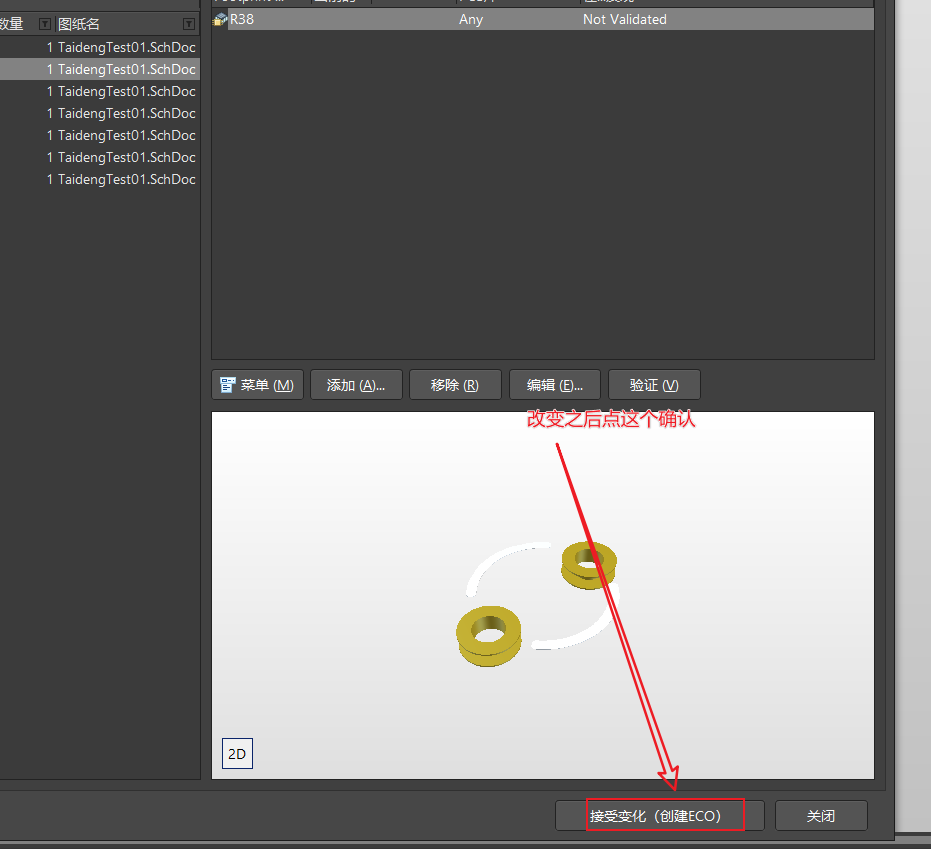 R38 Any Not Validated
数量 图纸名
1 TaidengTest01.SchDoc
1 TaidengTest01.SchDoc
1 TaidengTest01.SchDoc
1 TaidengTest01.SchDoc
1 TaidengTest01.SchDoc
1 TaidengTest01.SchDoc
1 TaidengTest01.SchDoc
菜单 (M) 添加 (A)... 移除 (R) 编辑 (E)... 验证 (V)
改变之后点这个确认
2D
接受变化（创建ECO） 关闭